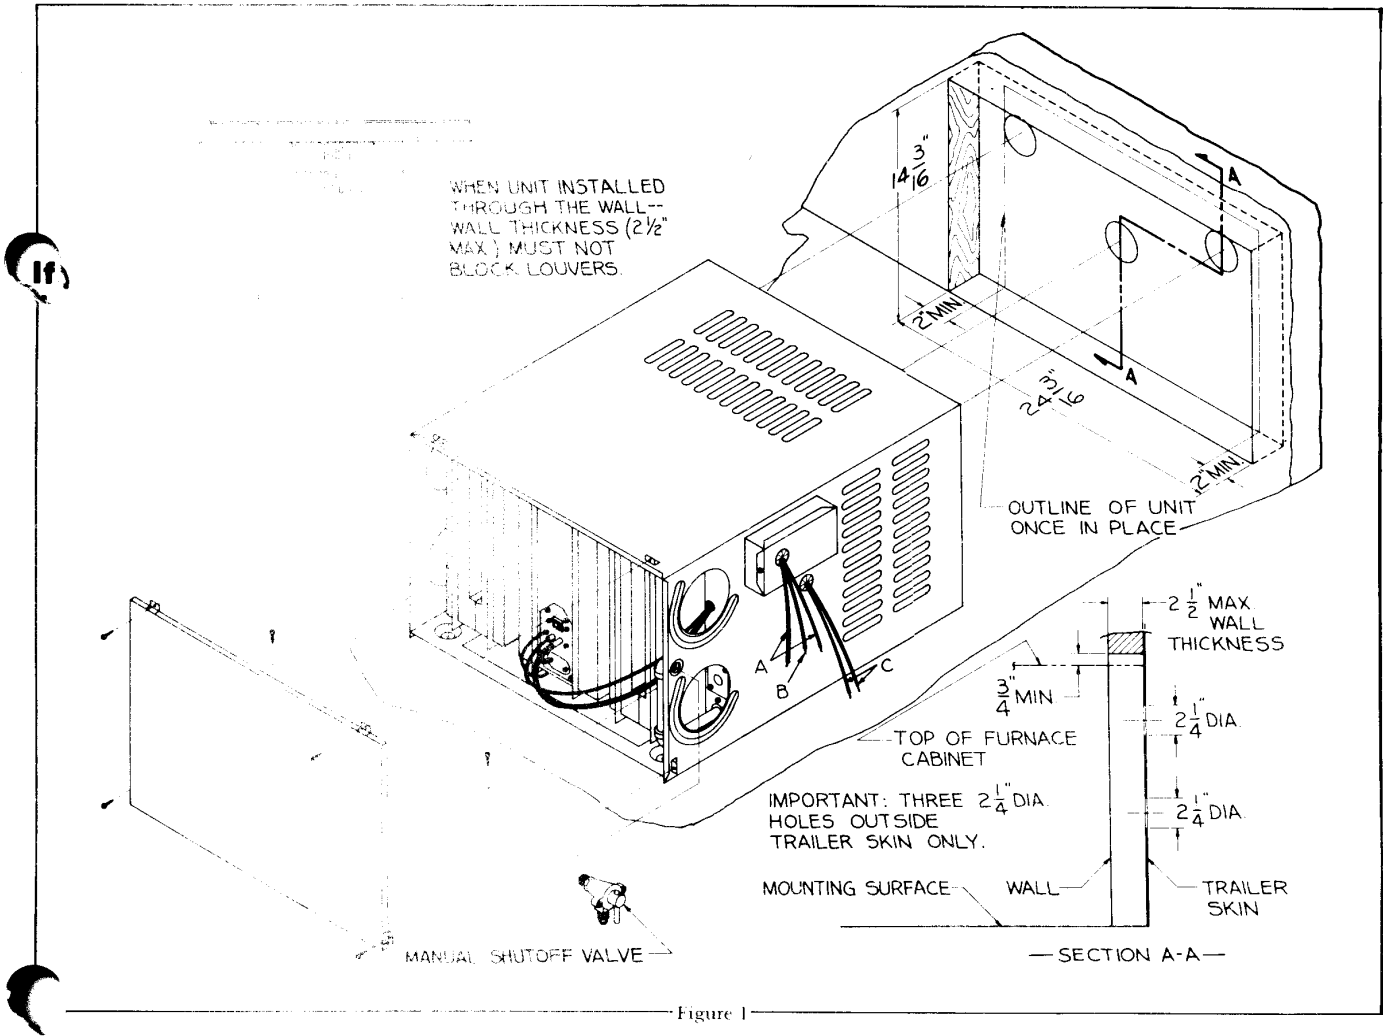 WHEN UNIT INSTALLED
THROUGH THE WALL--
WALL THICKNESS (2 1/2"
MAX.) MUST NOT
BLOCK LOUVERS.
If
14 3/16"
A
2" MIN.
A
24 3/16"
2" MIN.
OUTLINE OF UNIT
ONCE IN PLACE
2 1/2" MAX.
WALL
THICKNESS
A
B
C
3/4" MIN
2 1/4" DIA.
TOP OF FURNACE
CABINET
IMPORTANT: THREE 2 1/4" DIA.
HOLES OUTSIDE
TRAILER SKIN ONLY.
2 1/4" DIA.
MOUNTING SURFACE
WALL
TRAILER
SKIN
MANUAL SHUTOFF VALVE
SECTION A-A
Figure 1